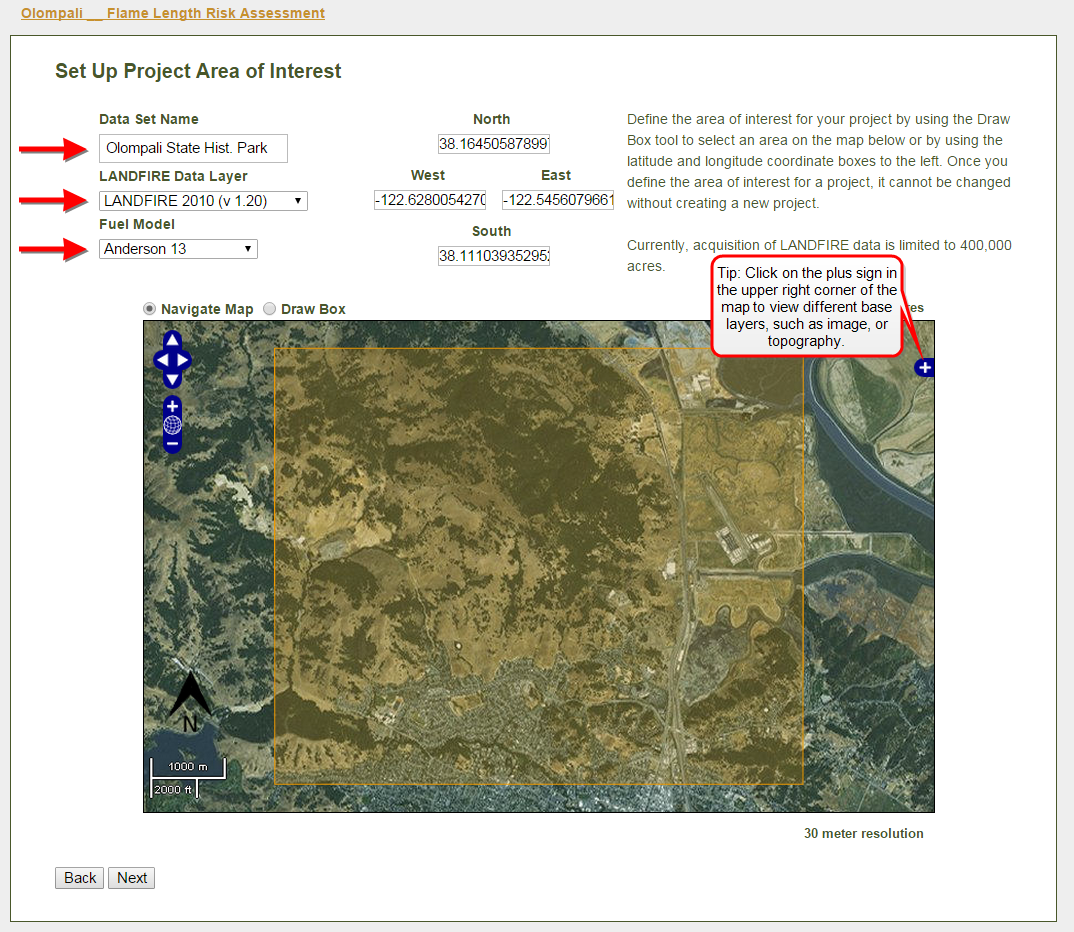 Olompali __ Flame Length Risk Assessment
Set Up Project Area of Interest
Data Set Name
Olompali State Hist. Park
LANDFIRE Data Layer
LANDFIRE 2010 (v 1.20)
Fuel Model
Anderson 13
North
38.16450587899
West
East
-122.6280054270
-122.5456079661
South
38.11103935295
Define the area of interest for your project by using the Draw
Box tool to select an area on the map below or by using the
latitude and longitude coordinate boxes to the left. Once you
define the area of interest for a project, it cannot be changed
without creating a new project.
Currently, acquisition of LANDFIRE data is limited to 400,000
acres.
Navigate Map
Draw Box
Tip: Click on the plus sign in
the upper right corner of the
map to view different base
layers, such as image, or
topography.
N
1000 m
2000 ft
30 meter resolution
Back
Next